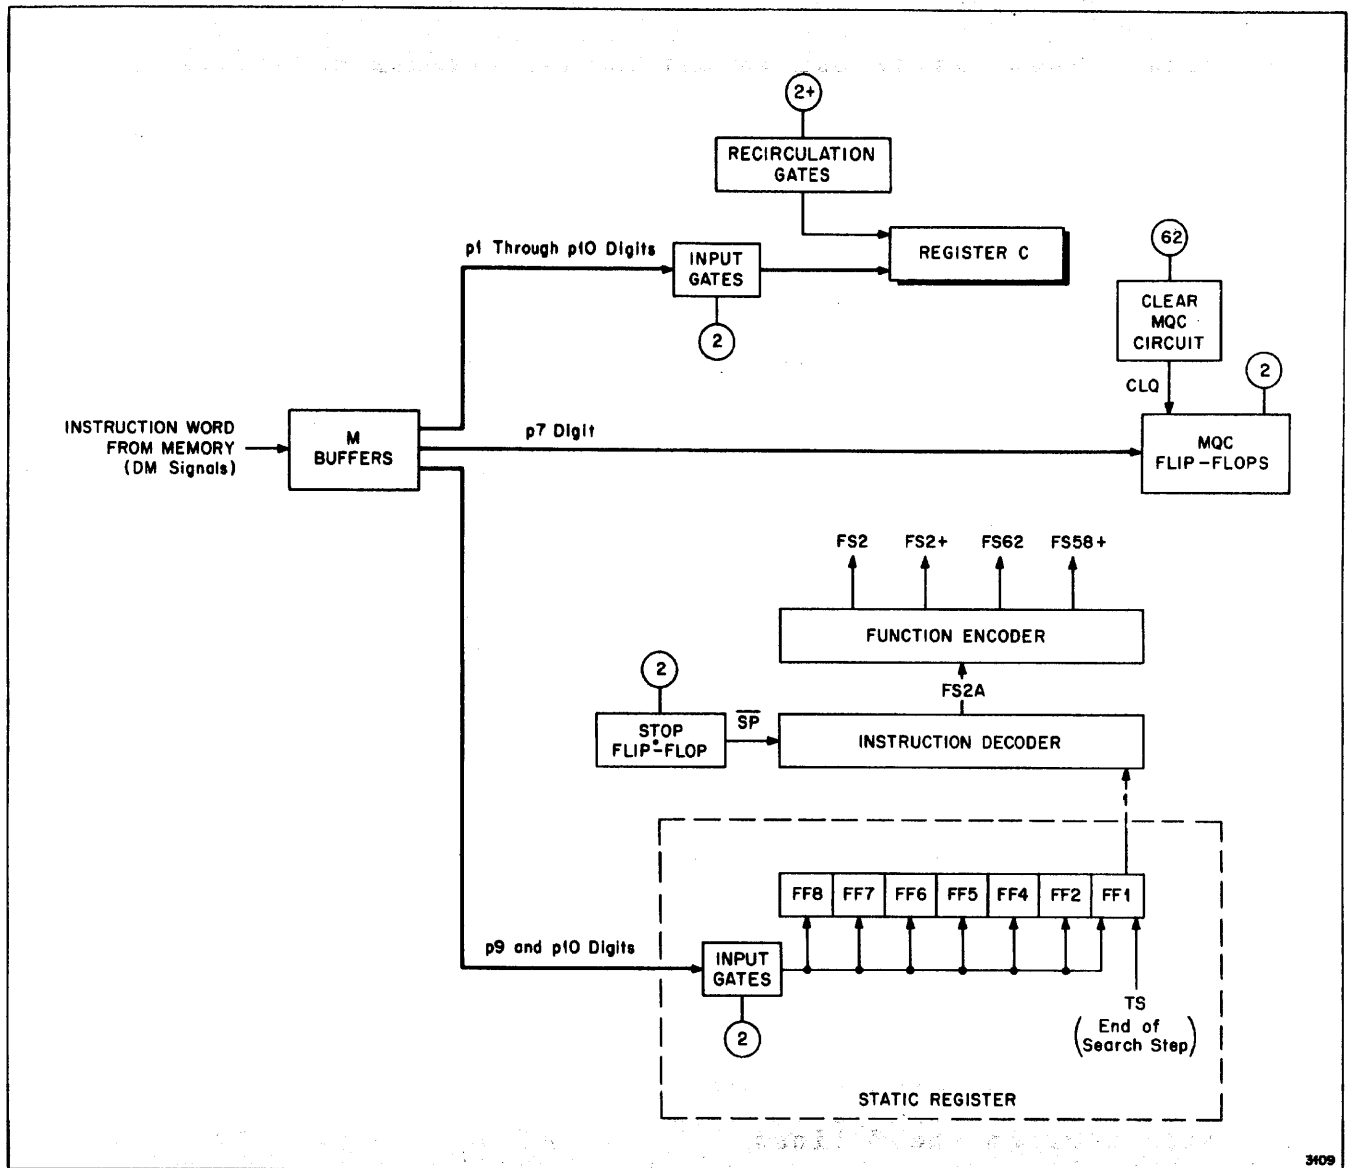 2+
RECIRCULATION
GATES
p1 Through p10 Digits
INPUT
GATES
2
REGISTER C
62
CLEAR
MQC
CIRCUIT
CLQ
2
INSTRUCTION WORD
FROM MEMORY
(DM Signals)
M
BUFFERS
p7 Digit
MQC
FLIP-FLOPS
FS2 FS2+ FS62 FS58+
FUNCTION ENCODER
2
FS2A
STOP
FLIP-FLOP
SP
INSTRUCTION DECODER
FF8 FF7 FF6 FF5 FF4 FF2 FF1
p9 and p10 Digits
INPUT
GATES
2
TS
(End of
Search Step)
STATIC REGISTER
3109